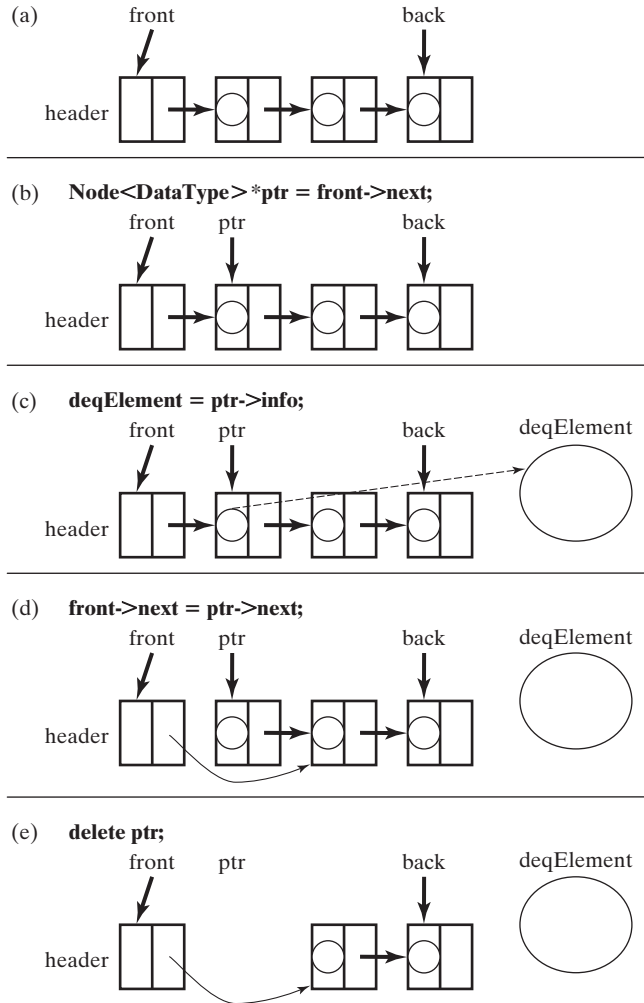 (a)
front back
header
(b) Node<DataType> *ptr = front->next;
front ptr back
header
(c) deqElement = ptr->info;
deqElement
front ptr back
header
(d) front->next = ptr->next;
deqElement
front ptr back
header
(e) delete ptr;
front ptr back deqElement
header